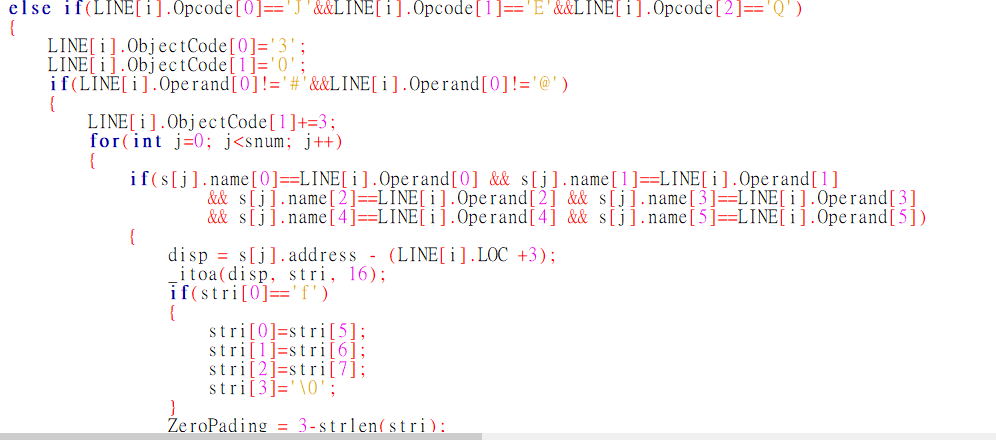 else if(LINE[i].Opcode[0]=='J'&&LINE[i].Opcode[1]=='E'&&LINE[i].Opcode[2]=='Q')
{
LINE[i].ObjectCode[0]='3';
LINE[i].ObjectCode[1]='0';
if(LINE[i].Operand[0]!='#'&&LINE[i].Operand[0]!='@')
{
LINE[i].ObjectCode[1]+=3;
for(int j=0; j<snum; j++)
{
if(s[j].name[0]==LINE[i].Operand[0] && s[j].name[1]==LINE[i].Operand[1]
&& s[j].name[2]==LINE[i].Operand[2] && s[j].name[3]==LINE[i].Operand[3]
&& s[j].name[4]==LINE[i].Operand[4] && s[j].name[5]==LINE[i].Operand[5])
{
disp = s[j].address - (LINE[i].LOC +3);
_itoa(disp, stri, 16);
if(stri[0]=='f')
{
stri[0]=stri[5];
stri[1]=stri[6];
stri[2]=stri[7];
stri[3]='\0';
}
ZeroPading = 3-strlen(stri);